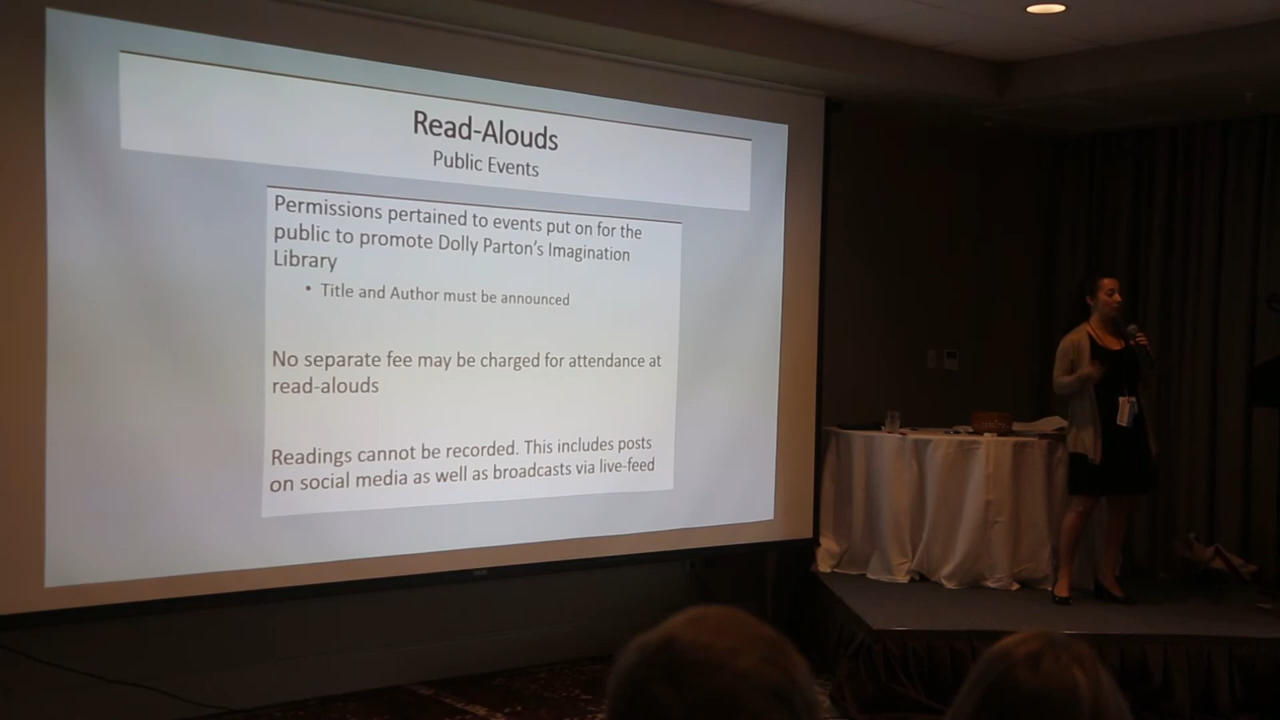 Read-Alouds
Public Events
Permissions pertained to events put on for the
public to promote Dolly Parton's Imagination
Library
• Title and Author must be announced
No separate fee may be charged for attendance at
read-alouds
Readings cannot be recorded. This includes posts
on social media as well as broadcasts via live-feed